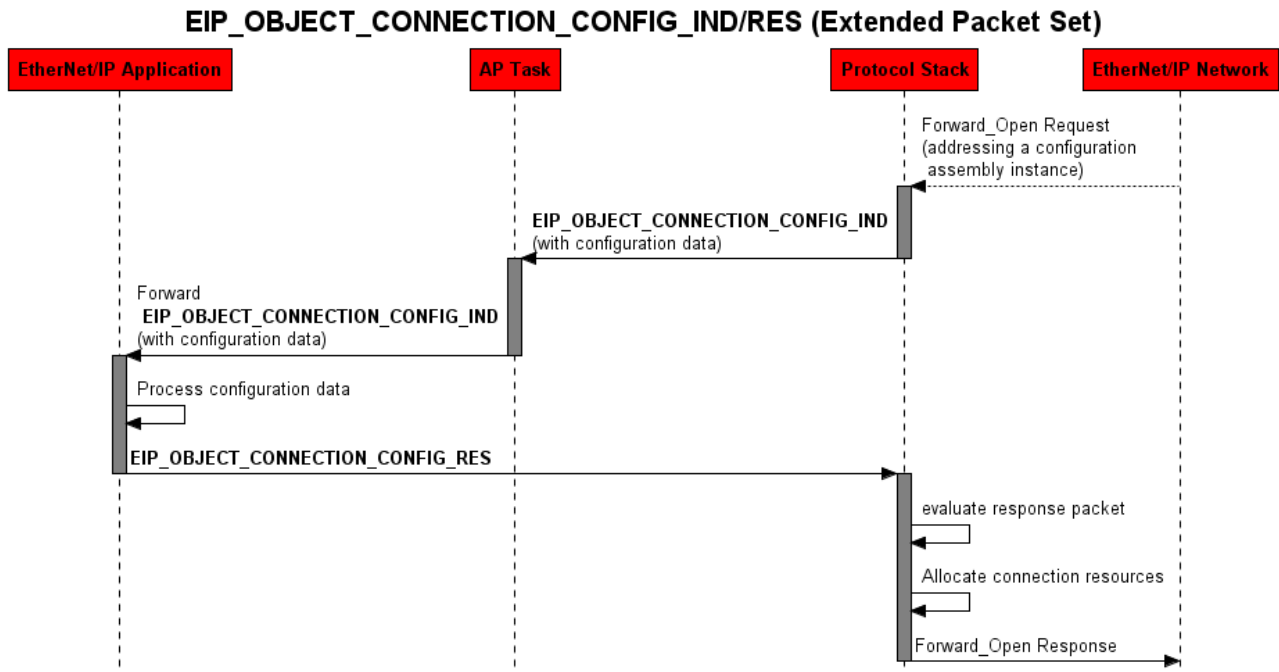 EIP_OBJECT_CONNECTION_CONFIG_IND/RES (Extended Packet Set)
EtherNet/IP Application
AP Task
Protocol Stack
EtherNet/IP Network
Forward_Open Request
(addressing a configuration
assembly instance)
EIP_OBJECT_CONNECTION_CONFIG_IND
(with configuration data)
Forward
EIP_OBJECT_CONNECTION_CONFIG_IND
(with configuration data)
Process configuration data
EIP_OBJECT_CONNECTION_CONFIG_RES
evaluate response packet
Allocate connection resources
Forward_Open Response